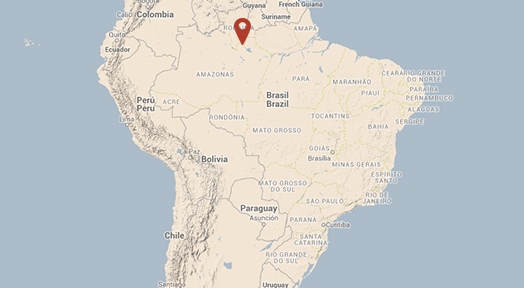 Bogotá
Colombia
Guyana
French Guiana
Suriname
Cali
RO
AMAPÁ
Ecuador
AMAZONAS
PARÁ
MARANHÃO
CEARÁ
RIO GRANDE
DO NORTE
PARAÍBA
PIAUÍ
PERNAMBUCO
ACRE
Brasil
Brazil
Perú
Peru
ALAGOAS
TOCANTINS
SERGIPE
RONDÔNIA
Lima
MATO GROSSO
BAHIA
GOIÁS
La Paz
Bolivia
Brasília
MINAS GERAIS
ESPÍRITO
SANTO
MATO GROSSO
DO SUL
RIO DE
JANEIRO
SÃO PAULO
Paraguay
Asunción
PARANÁ
Curitiba
Chile
SANTA
CATARINA
RIO GRANDE
DO SUL
Santiago
Uruguay